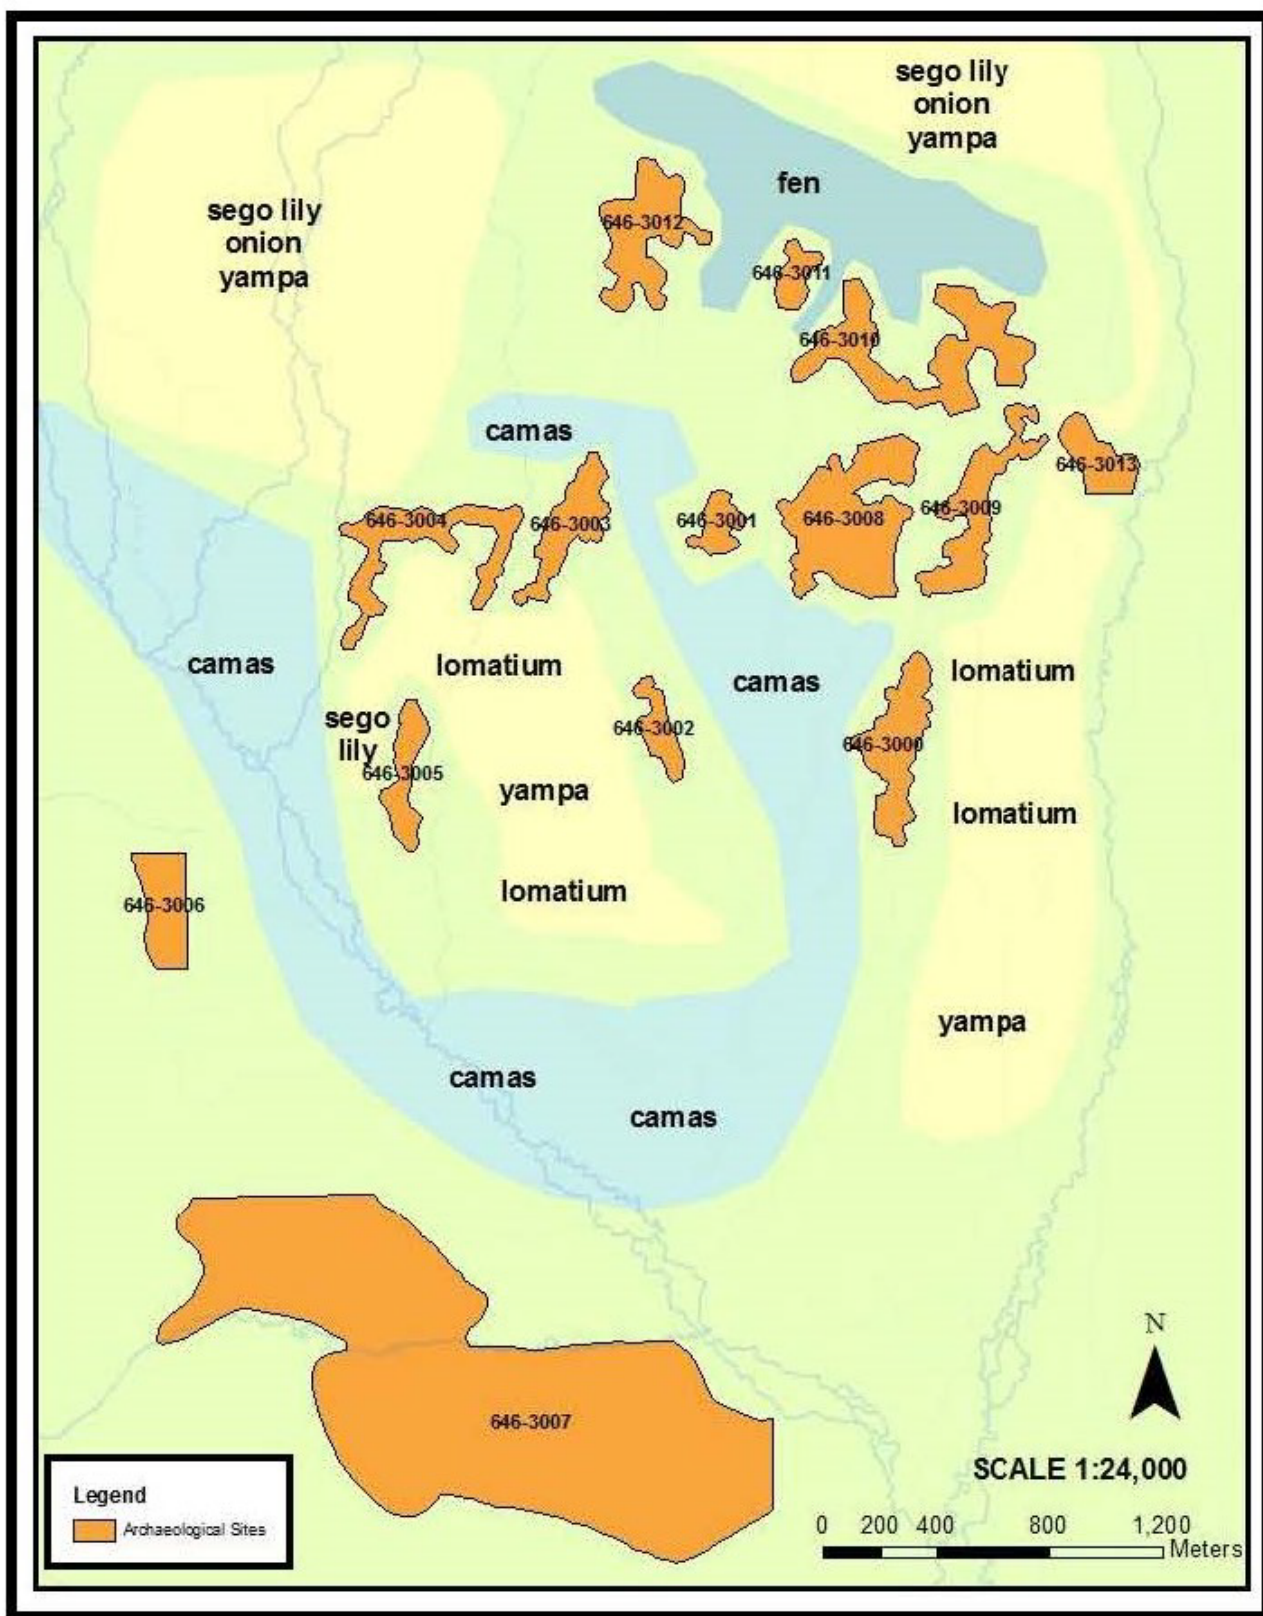 sego lily
onion
yampa
fen
sego lily
onion
yampa
646-3012
646-3011
646-3010
camas
646-3013
646-3004
646-3003
646-3001
646-3008
646-3009
camas
lomatium
camas
lomatium
sego
lily
646-3005
646-3002
646-3000
yampa
lomatium
lomatium
646-3006
yampa
camas
camas
646-3007
N
SCALE 1:24,000
0 200 400 800 1,200
Meters
Legend
Archaeological Sites